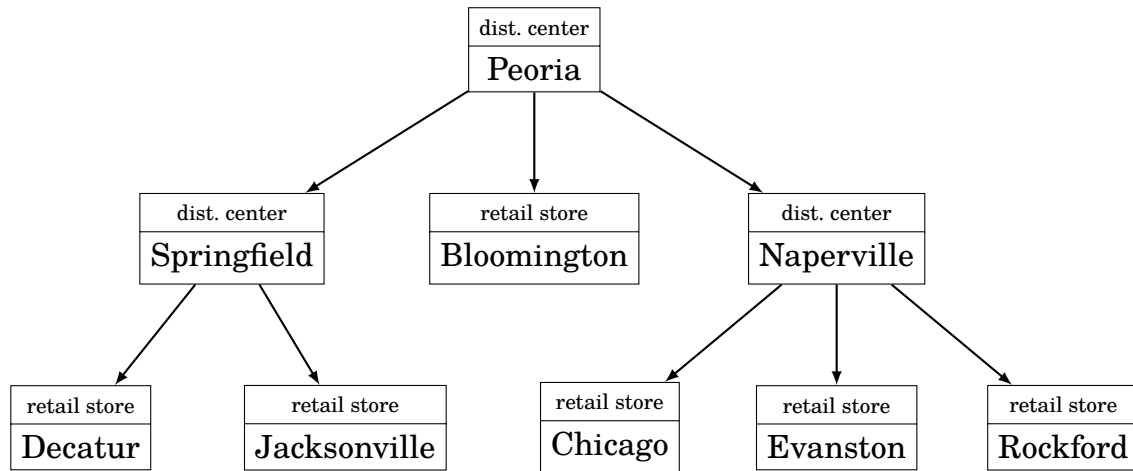 dist. center
Peoria
dist. center
Springfield
retail store
Bloomington
dist. center
Naperville
retail store
Decatur
retail store
Jacksonville
retail store
Chicago
retail store
Evanston
retail store
Rockford